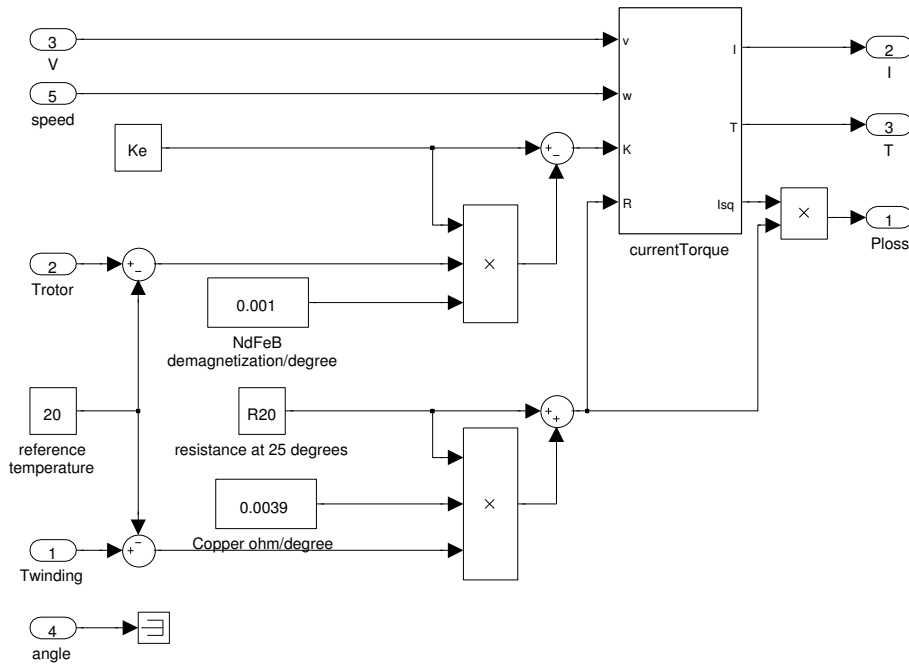 3
V
5
speed
Ke
+
−
v
w
K
R
I
T
Isq
currentTorque
2
I
3
T
×
1
Ploss
2
Trotor
+
−
×
0.001
NdFeB
demagnetization/degree
20
reference
temperature
R20
resistance at 25 degrees
+
+
0.0039
Copper ohm/degree
×
1
Twinding
+
−
4
angle